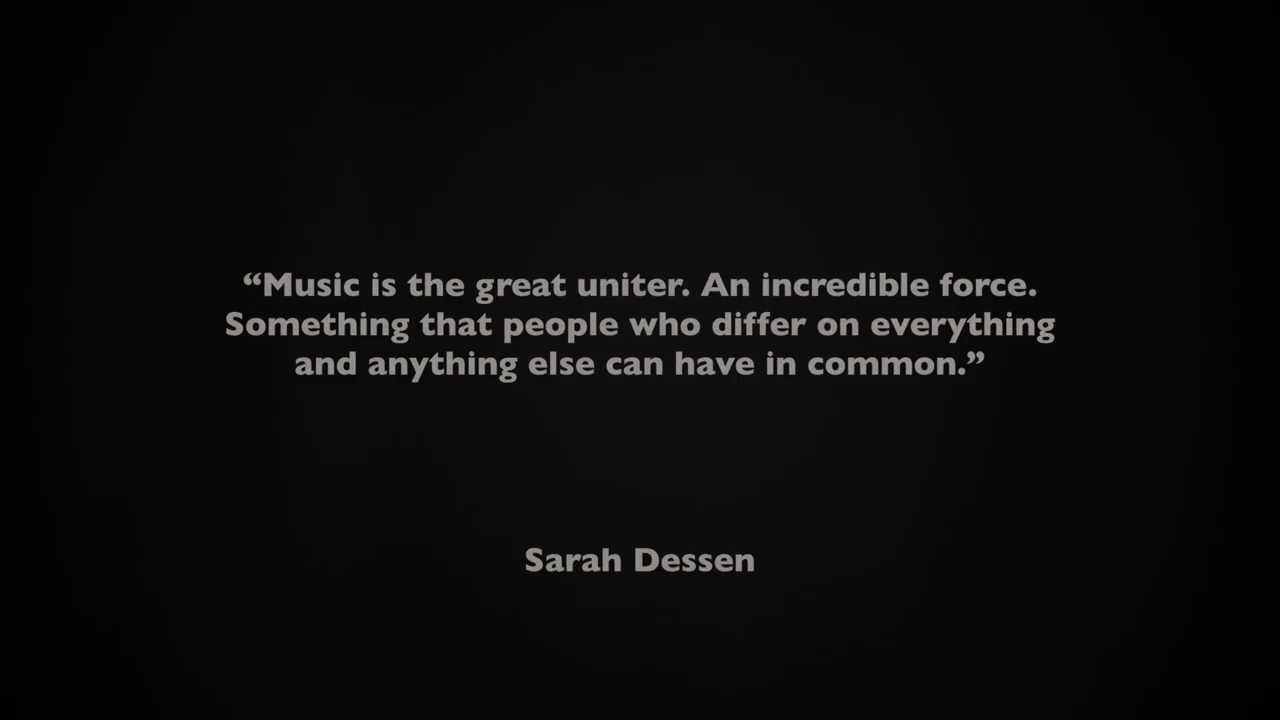 “Music is the great uniter. An incredible force.
Something that people who differ on everything
and anything else can have in common.”
Sarah Dessen